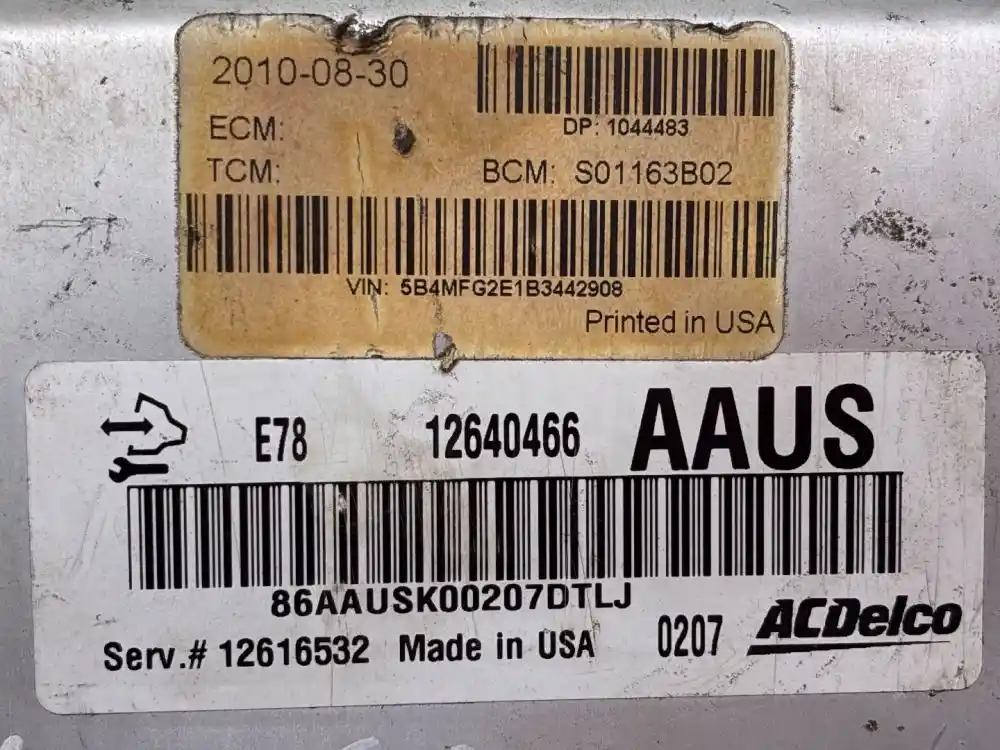 2010-08-30
DP: 1044483
ECM:
TCM: BCM: S01163B02
VIN: 5B4MFG2E1B3442908
Printed in USA
E78 12640466 AAUS
86AAUSK00207DTLJ
Serv.# 12616532 Made in USA 0207 ACDelco